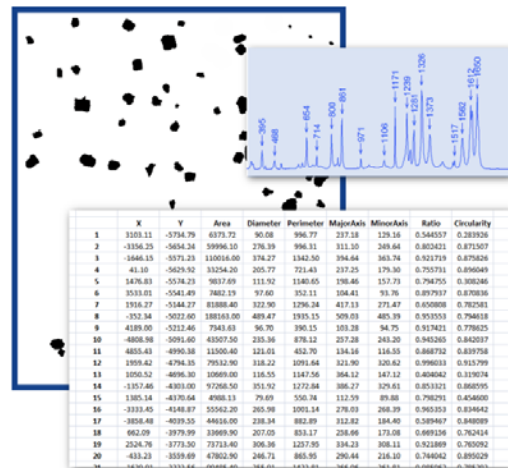 395
468
654
714
800
861
971
1106
1171
1239
1281
1326
1373
1517
1562
1612
1650
X Y Area Diameter Perimeter MajorAxis MinorAxis Ratio Circularity
1 3103.11 -5734.79 6373.72 90.08 996.77 237.18 129.16 0.544557 0.283926
2 -3356.25 -5654.24 59996.10 276.39 996.31 311.10 249.64 0.802421 0.871507
3 -1646.15 -5571.23 110016.00 374.27 1342.50 394.64 363.74 0.921719 0.875826
4 41.10 -5629.92 33254.20 205.77 721.43 237.25 179.30 0.755731 0.896049
5 1476.83 -5574.23 9837.69 111.92 1140.65 198.46 157.73 0.794755 0.308246
6 3533.01 -5541.49 7482.19 97.60 352.11 104.41 93.76 0.897937 0.870836
7 1916.27 -5144.27 81888.40 322.90 1296.24 417.13 271.47 0.650808 0.782581
8 -352.34 -5022.60 188163.00 489.47 1935.15 509.03 485.39 0.953553 0.794618
9 4189.00 -5212.46 7343.63 96.70 390.15 103.28 94.75 0.917421 0.778625
10 -4808.98 -5091.60 43507.50 235.36 878.12 257.28 243.20 0.945265 0.842037
11 4855.43 -4990.38 11500.40 121.01 452.70 134.16 116.55 0.868732 0.839758
12 1959.42 -4794.35 79532.90 318.22 1091.64 321.90 320.62 0.996033 0.915799
13 1050.52 -4696.30 10669.00 116.55 1147.56 364.12 147.12 0.404042 0.319074
14 -1357.46 -4303.00 97268.50 351.92 1272.84 386.27 329.61 0.853321 0.868595
15 1385.14 -4370.64 4988.13 79.69 550.74 112.59 89.88 0.798291 0.454600
16 -3333.45 -4148.87 55562.20 265.98 1001.14 278.03 268.39 0.965353 0.834642
17 -3858.48 -4039.55 44616.00 238.34 882.89 312.82 184.40 0.589467 0.848089
18 662.09 -3979.99 33669.90 207.05 853.17 258.66 173.08 0.669156 0.762414
19 2524.76 -3773.50 73713.40 306.36 1257.95 334.23 308.11 0.921869 0.765092
20 -433.23 -3559.69 47802.90 246.71 865.95 290.44 216.10 0.744042 0.895029